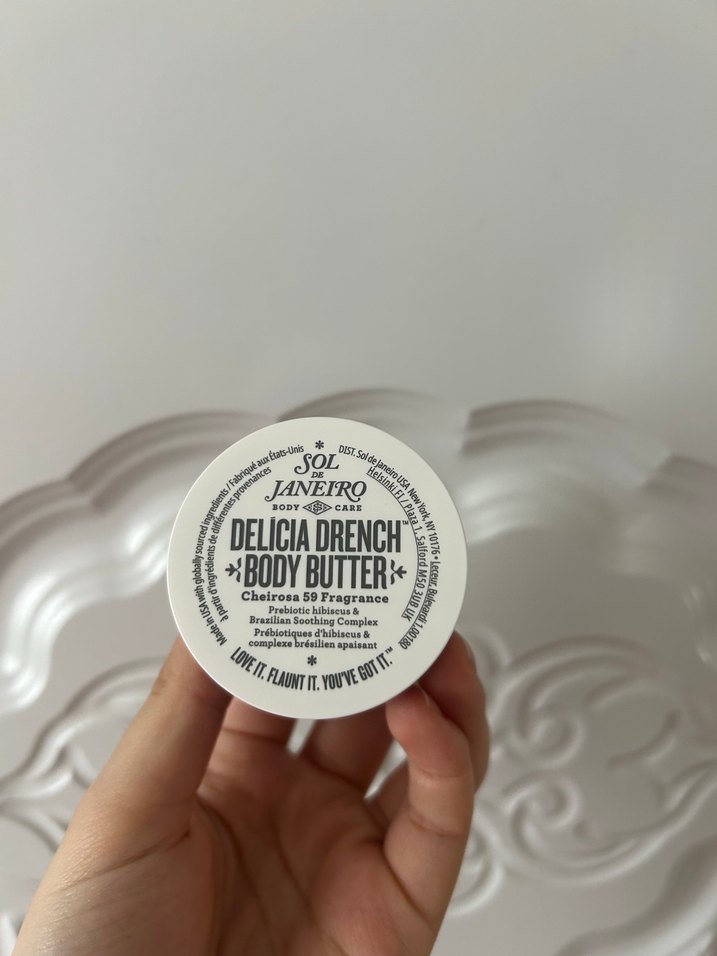 SOL
DE
JANEIRO
BODY CARE
DELÍCIA DRENCH™
BODY BUTTER
Cheirosa 59 Fragrance
Prebiotic hibiscus &
Brazilian Soothing Complex
Prébiotiques d'hibiscus &
complexe brésilien apaisant
LOVE IT. FLAUNT IT. YOU'VE GOT IT.™
Made in USA with globally sourced ingredients / Fabriqué aux États-Unis
à partir d'ingrédients de différentes provenances
DIST. Sol de Janeiro USA New York, NY 10176 •
Helsinki FI / Plaza 1, Salford M50 3UB UK